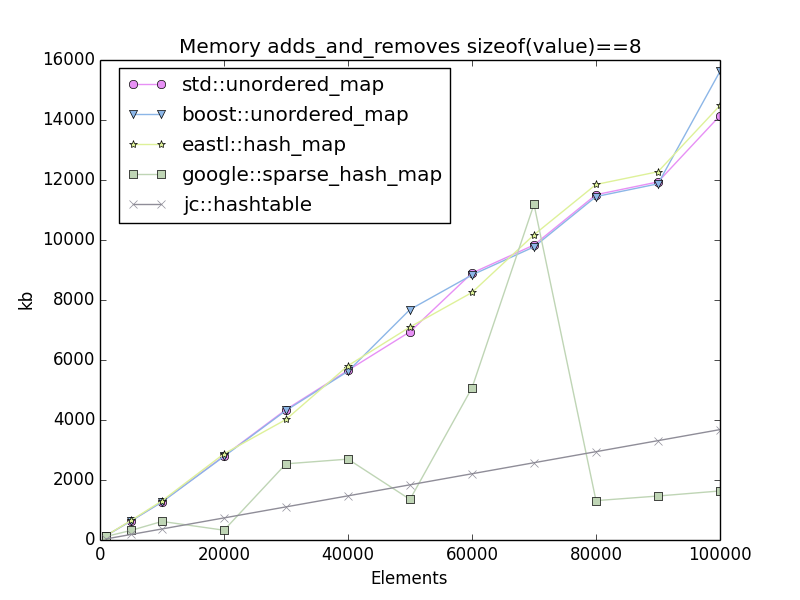 Memory adds_and_removes sizeof(value)==8
16000
14000
12000
10000
8000
6000
4000
2000
0
kb
std::unordered_map
boost::unordered_map
eastl::hash_map
google::sparse_hash_map
jc::hashtable
0 20000 40000 60000 80000 100000
Elements